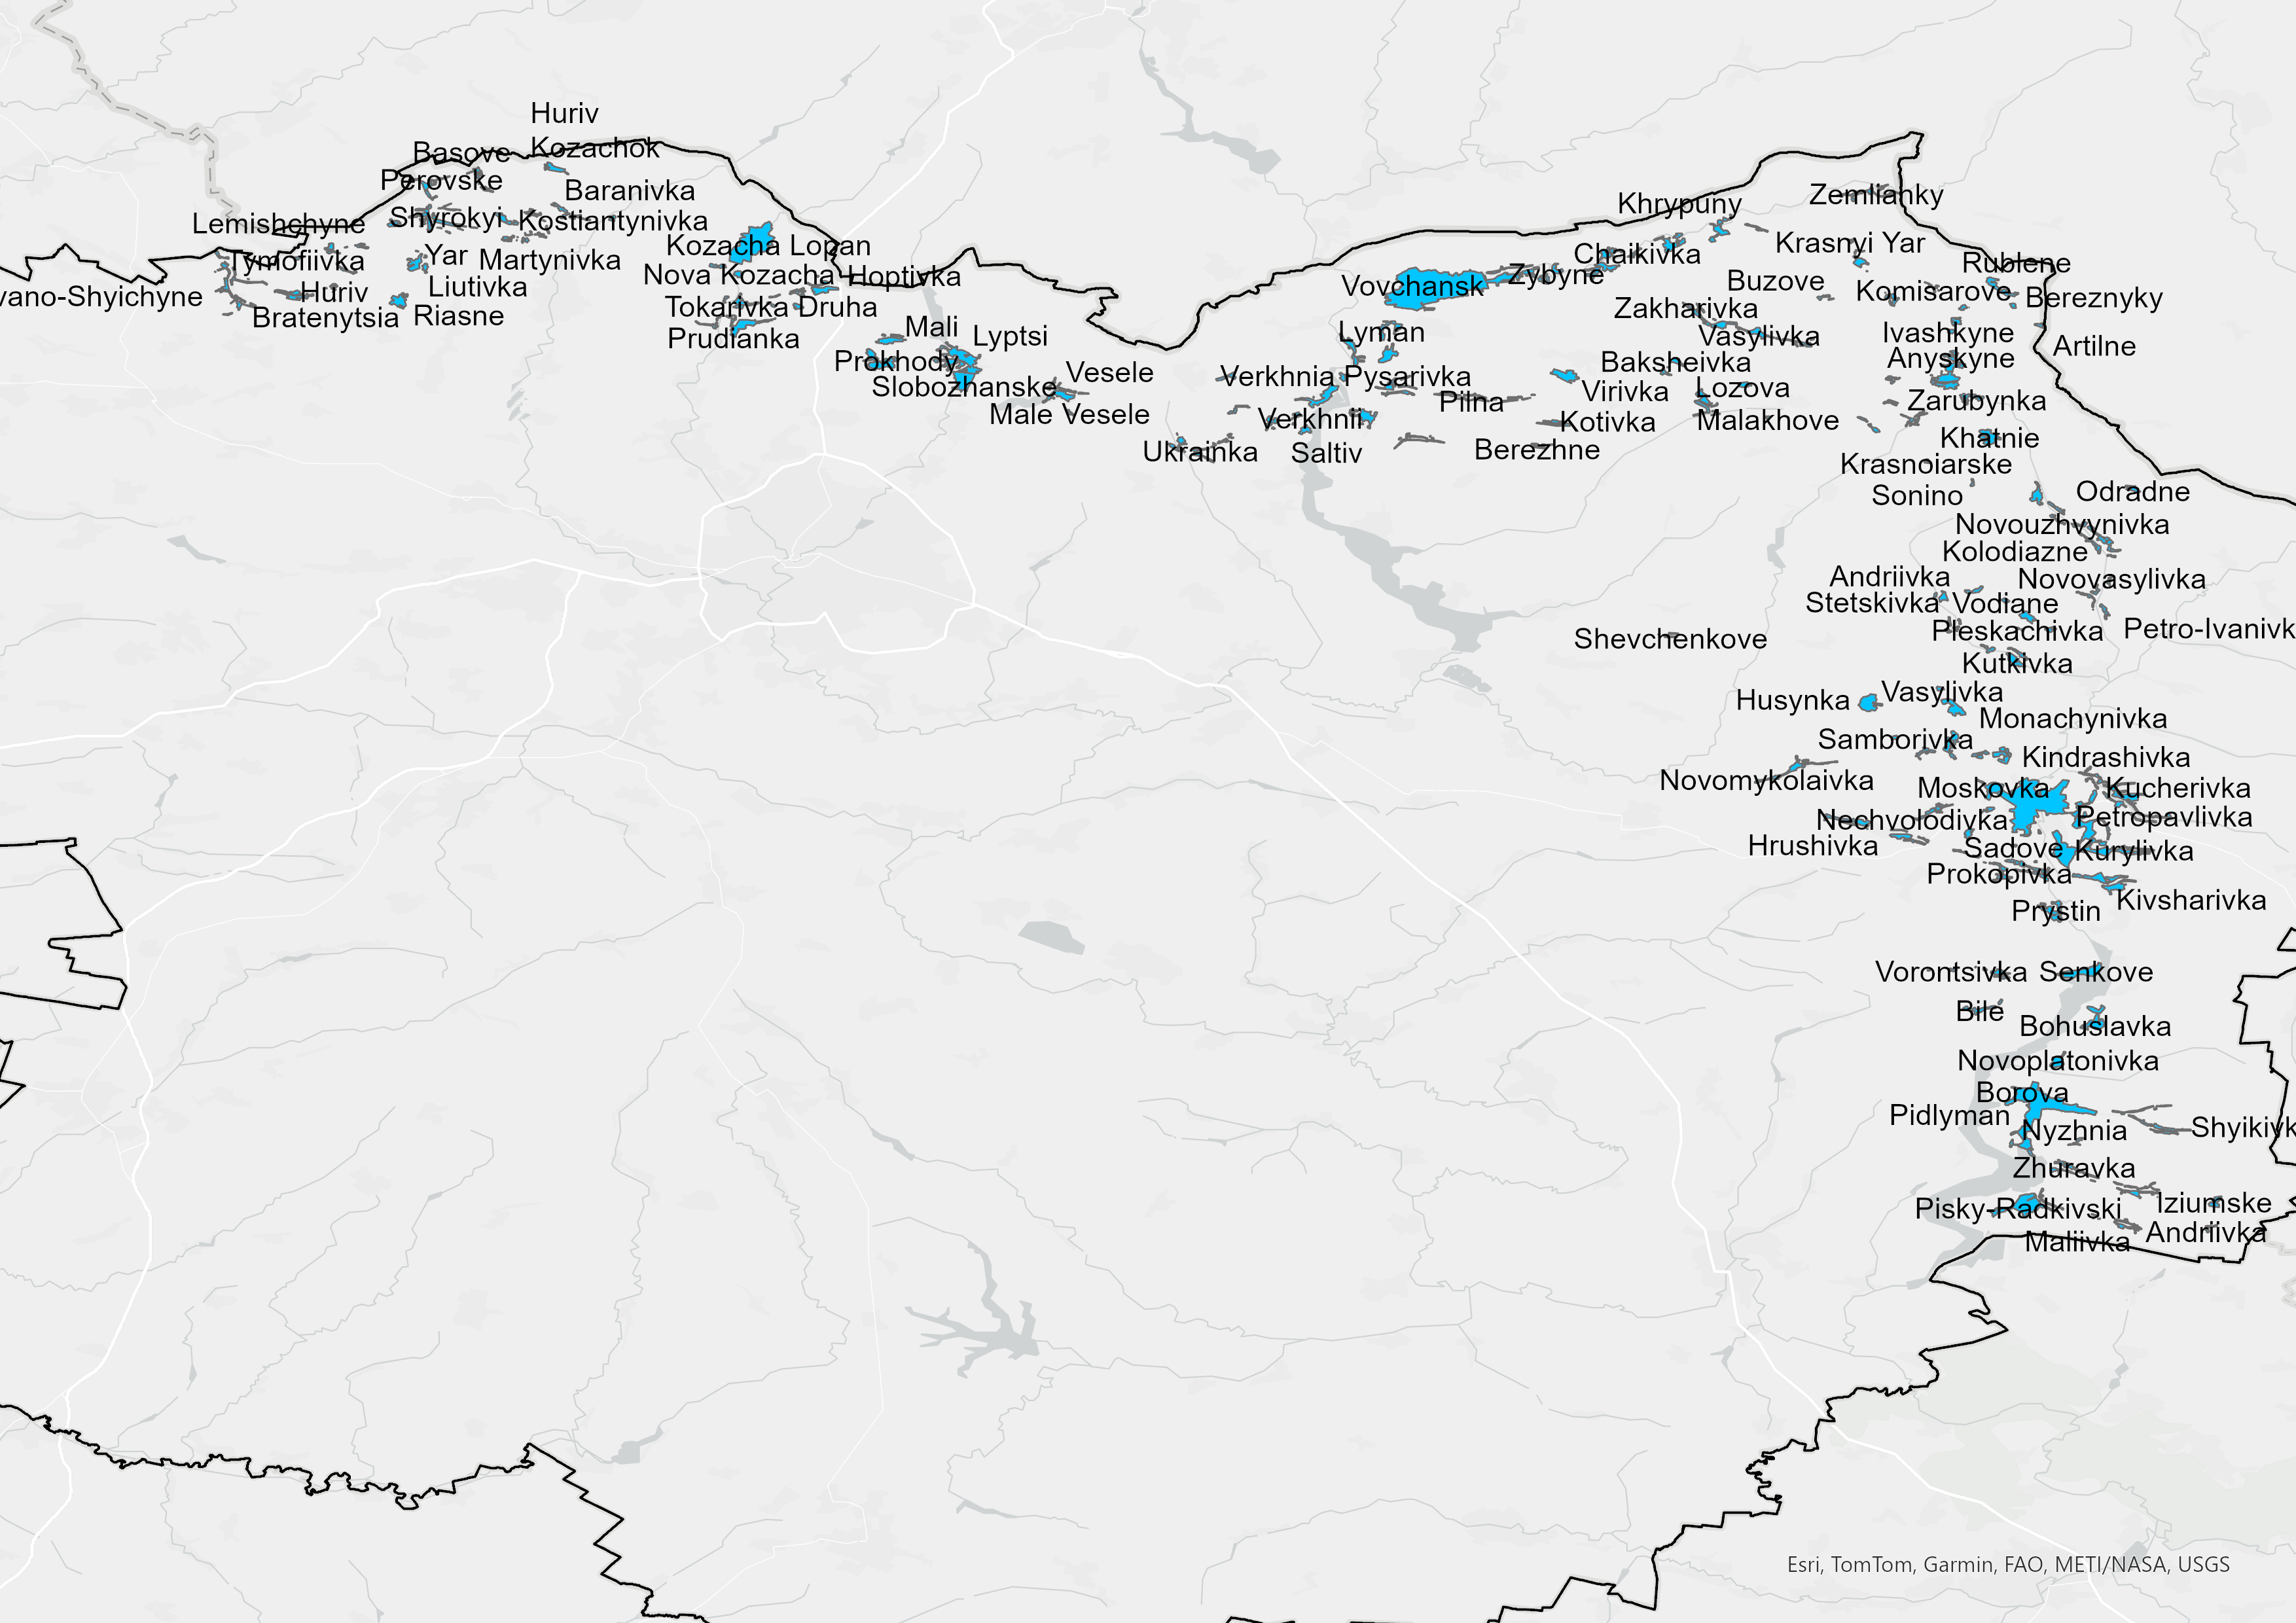 Huriv
Kozachok
Basove
Perovske
Baranivka
Lemishchyne
Shyrokyi
Kostiantynivka
Tymofiivka
Yar
Martynivka
vano-Shyichyne
Huriv
Liutivka
Bratenytsia
Riasne
Kozacha Lopan
Nova Kozacha
Hoptivka
Tokarivka Druha
Prudianka
Mali
Lyptsi
Prokhody
Slobozhanske
Vesele
Male Vesele
Ukrainka
Khrypuny
Zemlianky
Chaikivka
Krasnyi Yar
Vovchansk
Zybyne
Buzove
Rublene
Komisarove
Bereznyky
Zakharivka
Lyman
Vasylivka
Ivashkyne
Artilne
Baksheivka
Anyskyne
Verkhnia Pysarivka
Virivka
Lozova
Pilna
Zarubynka
Verkhnii
Kotivka
Malakhove
Saltiv
Berezhne
Khatnie
Krasnoiarske
Sonino
Odradne
Novouzhvynivka
Kolodiazne
Andriivka
Novovasylivka
Stetskivka
Vodiane
Pleskachivka
Petro-Ivanivk
Shevchenkove
Kutkivka
Husynka
Vasylivka
Monachynivka
Samborivka
Kindrashivka
Novomykolaivka
Moskovka
Kucherivka
Nechvolodivka
Petropavlivka
Hrushivka
Sadove
Kurylivka
Prokopivka
Kivsharivka
Prystin
Vorontsivka
Senkove
Bile
Bohuslavka
Novoplatonivka
Borova
Pidlyman
Nyzhnia
Shyikivk
Zhuravka
Pisky-Radkivski
Iziumske
Maliivka
Andriivka
Esri, TomTom, Garmin, FAO, METI/NASA, USGS